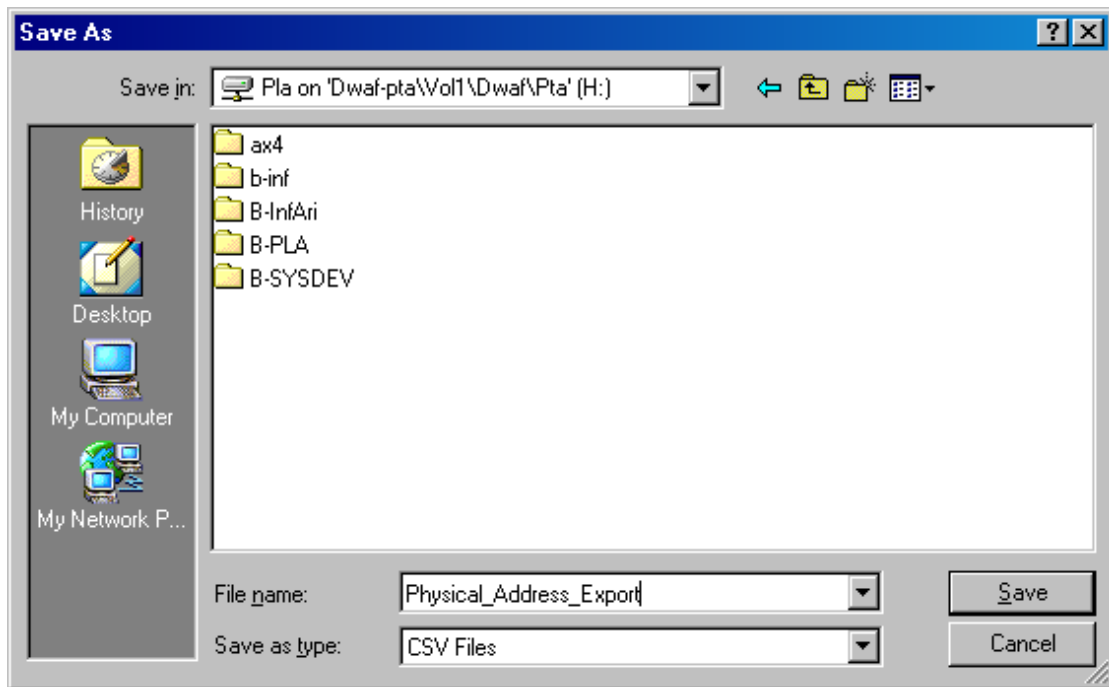 Save As
Save in: Pla on 'Dwaf-pta\Vol1\Dwaf\Pta' (H:)
History
Desktop
My Computer
My Network P...
ax4
b-inf
B-InfAri
B-PLA
B-SYSDEV
File name: Physical_Address_Export Save
Save as type: CSV Files Cancel